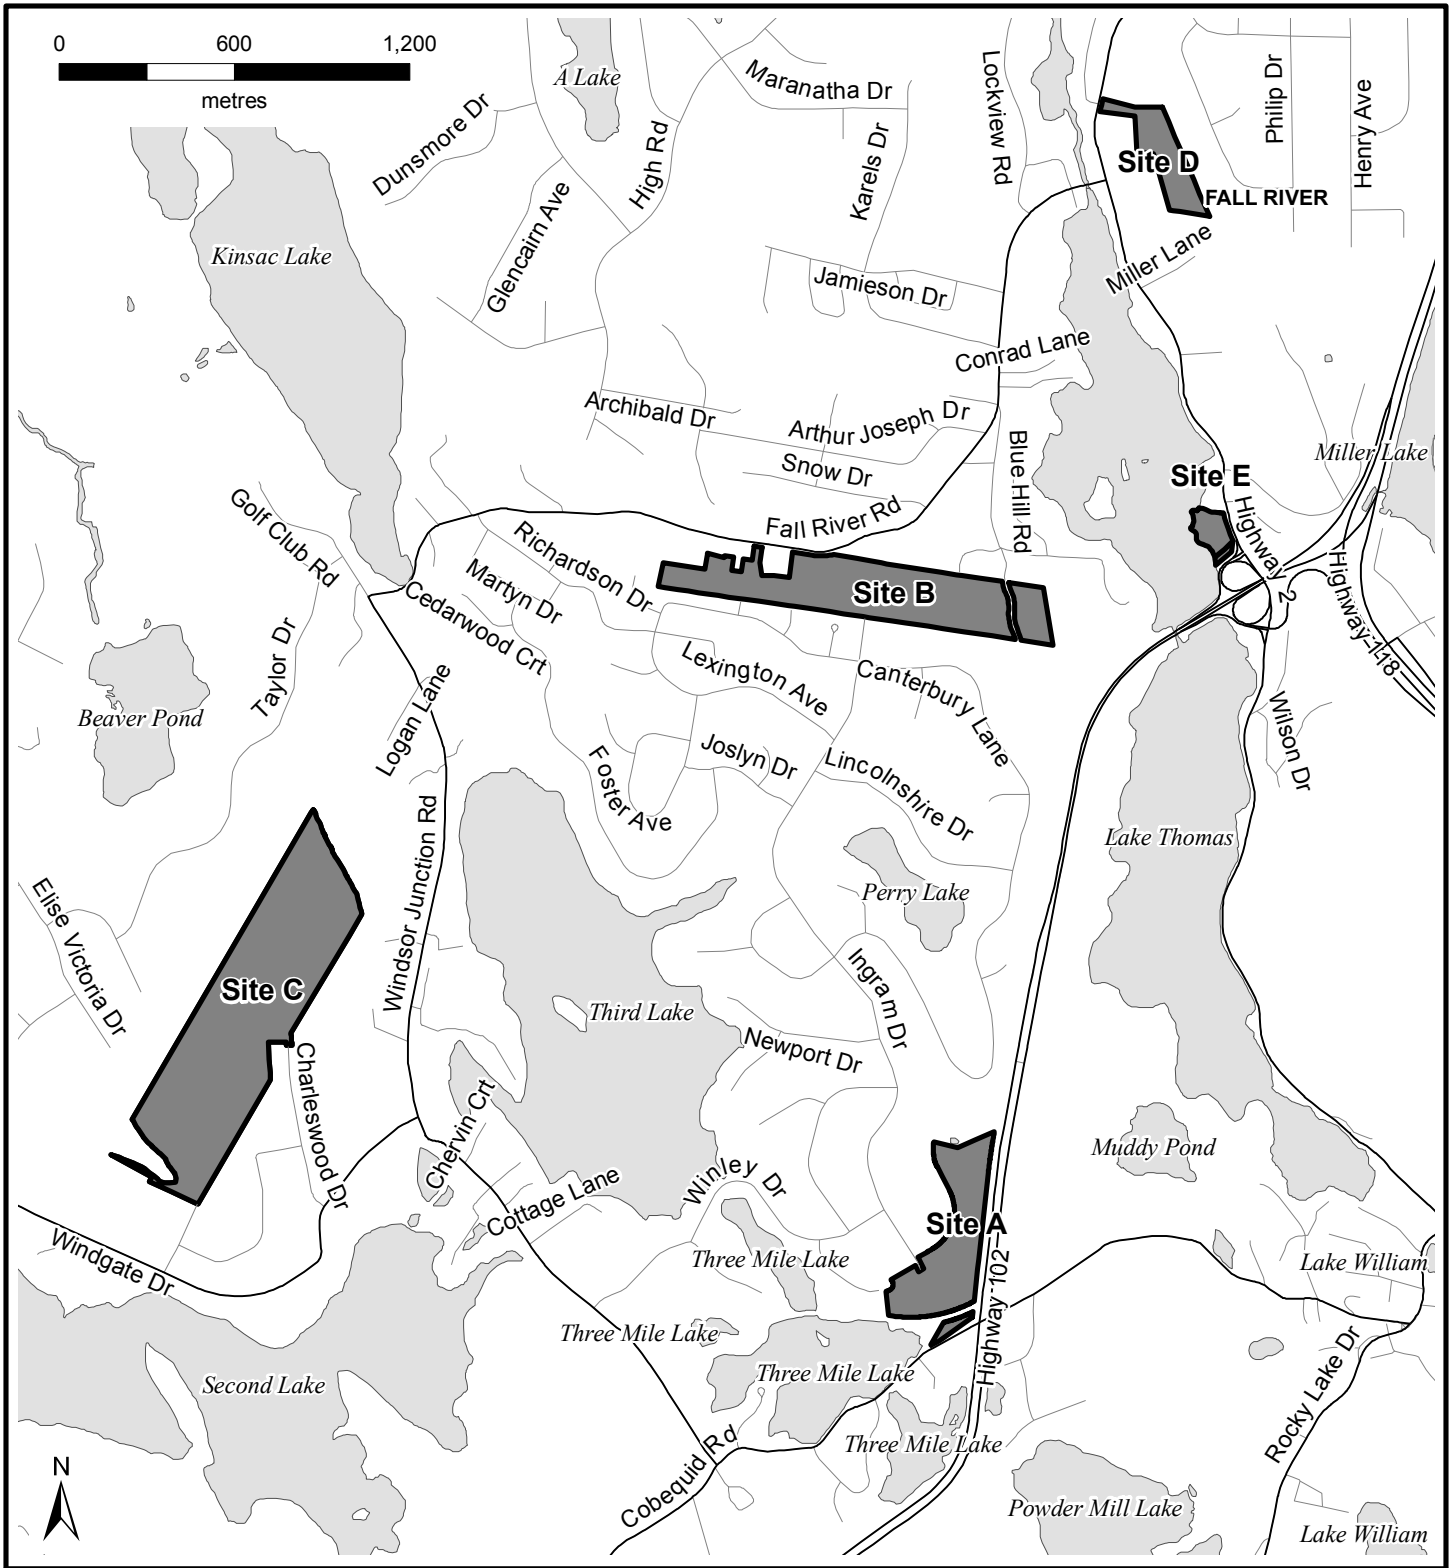 0 600 1,200
metres
A Lake
Maranatha Dr
Lockview Rd
Philip Dr
Henry Ave
Dunsmore Dr
High Rd
Karels Dr
Site D
FALL RIVER
Glencairn Ave
Kinsac Lake
Miller Lane
Jamieson Dr
Conrad Lane
Archibald Dr
Arthur Joseph Dr
Snow Dr
Blue Hill Rd
Miller Lake
Site E
Golf Club Rd
Fall River Rd
Highway 2
Richardson Dr
Martyn Dr
Site B
Highway 118
Cedarwood Crt
Taylor Dr
Lexington Ave
Canterbury Lane
Beaver Pond
Logan Lane
Wilson Dr
Joslyn Dr
Lincolnshire Dr
Foster Ave
Lake Thomas
Windsor Junction Rd
Perry Lake
Elise Victoria Dr
Site C
Ingram Dr
Third Lake
Newport Dr
Charleswood Dr
Chervin Crt
Muddy Pond
Winley Dr
Cottage Lane
Site A
Windgate Dr
Three Mile Lake
Highway 102
Lake William
Three Mile Lake
Three Mile Lake
Second Lake
Rocky Lake Dr
Three Mile Lake
Cobequid Rd
N
Powder Mill Lake
Lake William